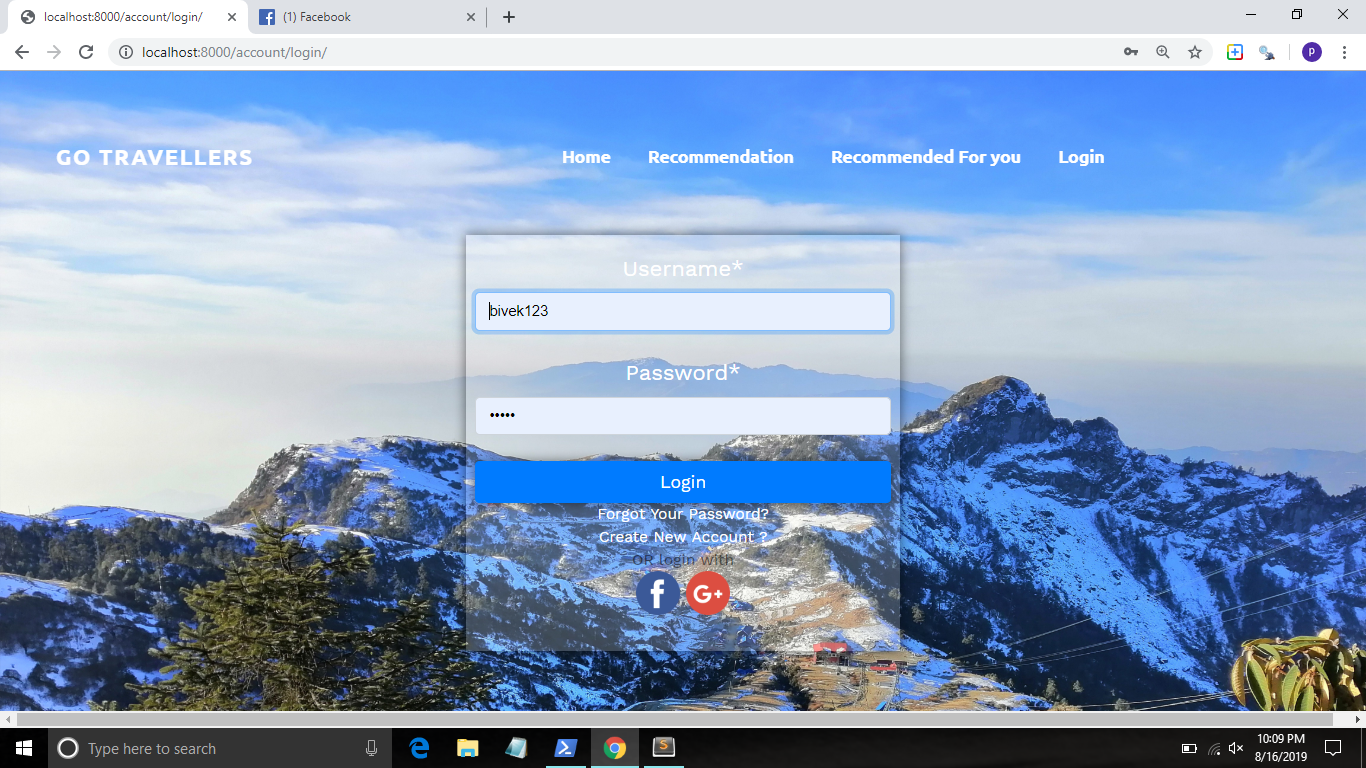 localhost:8000/account/login/
(1) Facebook
localhost:8000/account/login/
p
GO TRAVELLERS
Home Recommendation Recommended For you Login
Username*
bivek123
Password*
•••••
Login
Forgot Your Password?
Create New Account ?
OR login with
f G+
Type here to search
S
10:09 PM
8/16/2019